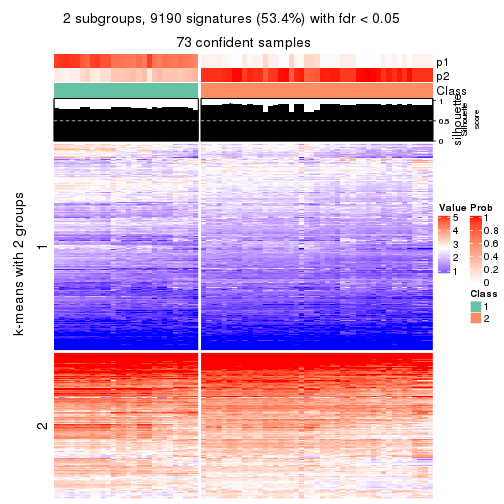 2 subgroups, 9190 signatures (53.4%) with fdr < 0.05
73 confident samples
p1
p2
Class
1
0.5
0
silhouette
Silhouette
score
k-means with 2 groups
1
2
Value
5
4
3
2
1
Prob
1
0.8
0.6
0.4
0.2
0
Class
1
2